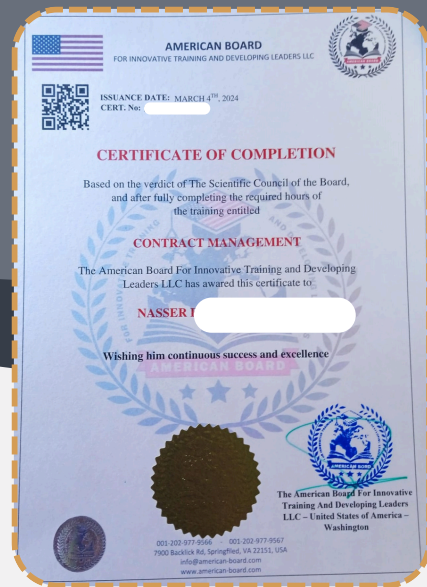 AMERICAN BOARD
FOR INNOVATIVE TRAINING AND DEVELOPING LEADERS LLC
ISSUANCE DATE: MARCH 4TH, 2024
CERT. No:
CERTIFICATE OF COMPLETION
Based on the verdict of The Scientific Council of the Board,
and after fully completing the required hours of
the training entitled
CONTRACT MANAGEMENT
The American Board For Innovative Training and Developing
Leaders LLC has awared this certificate to
NASSER
Wishing him continuous success and excellence
AMERICAN BOARD
AMERICAN BOARD
The American Board For Innovative
Training And Developing Leaders
LLC – United States of America –
Washington
001-202-977-9566 - 001-202-977-9567
7900 Backlick Rd, Springfiled, VA 22151, USA
info@american-board.com
www.american-board.com